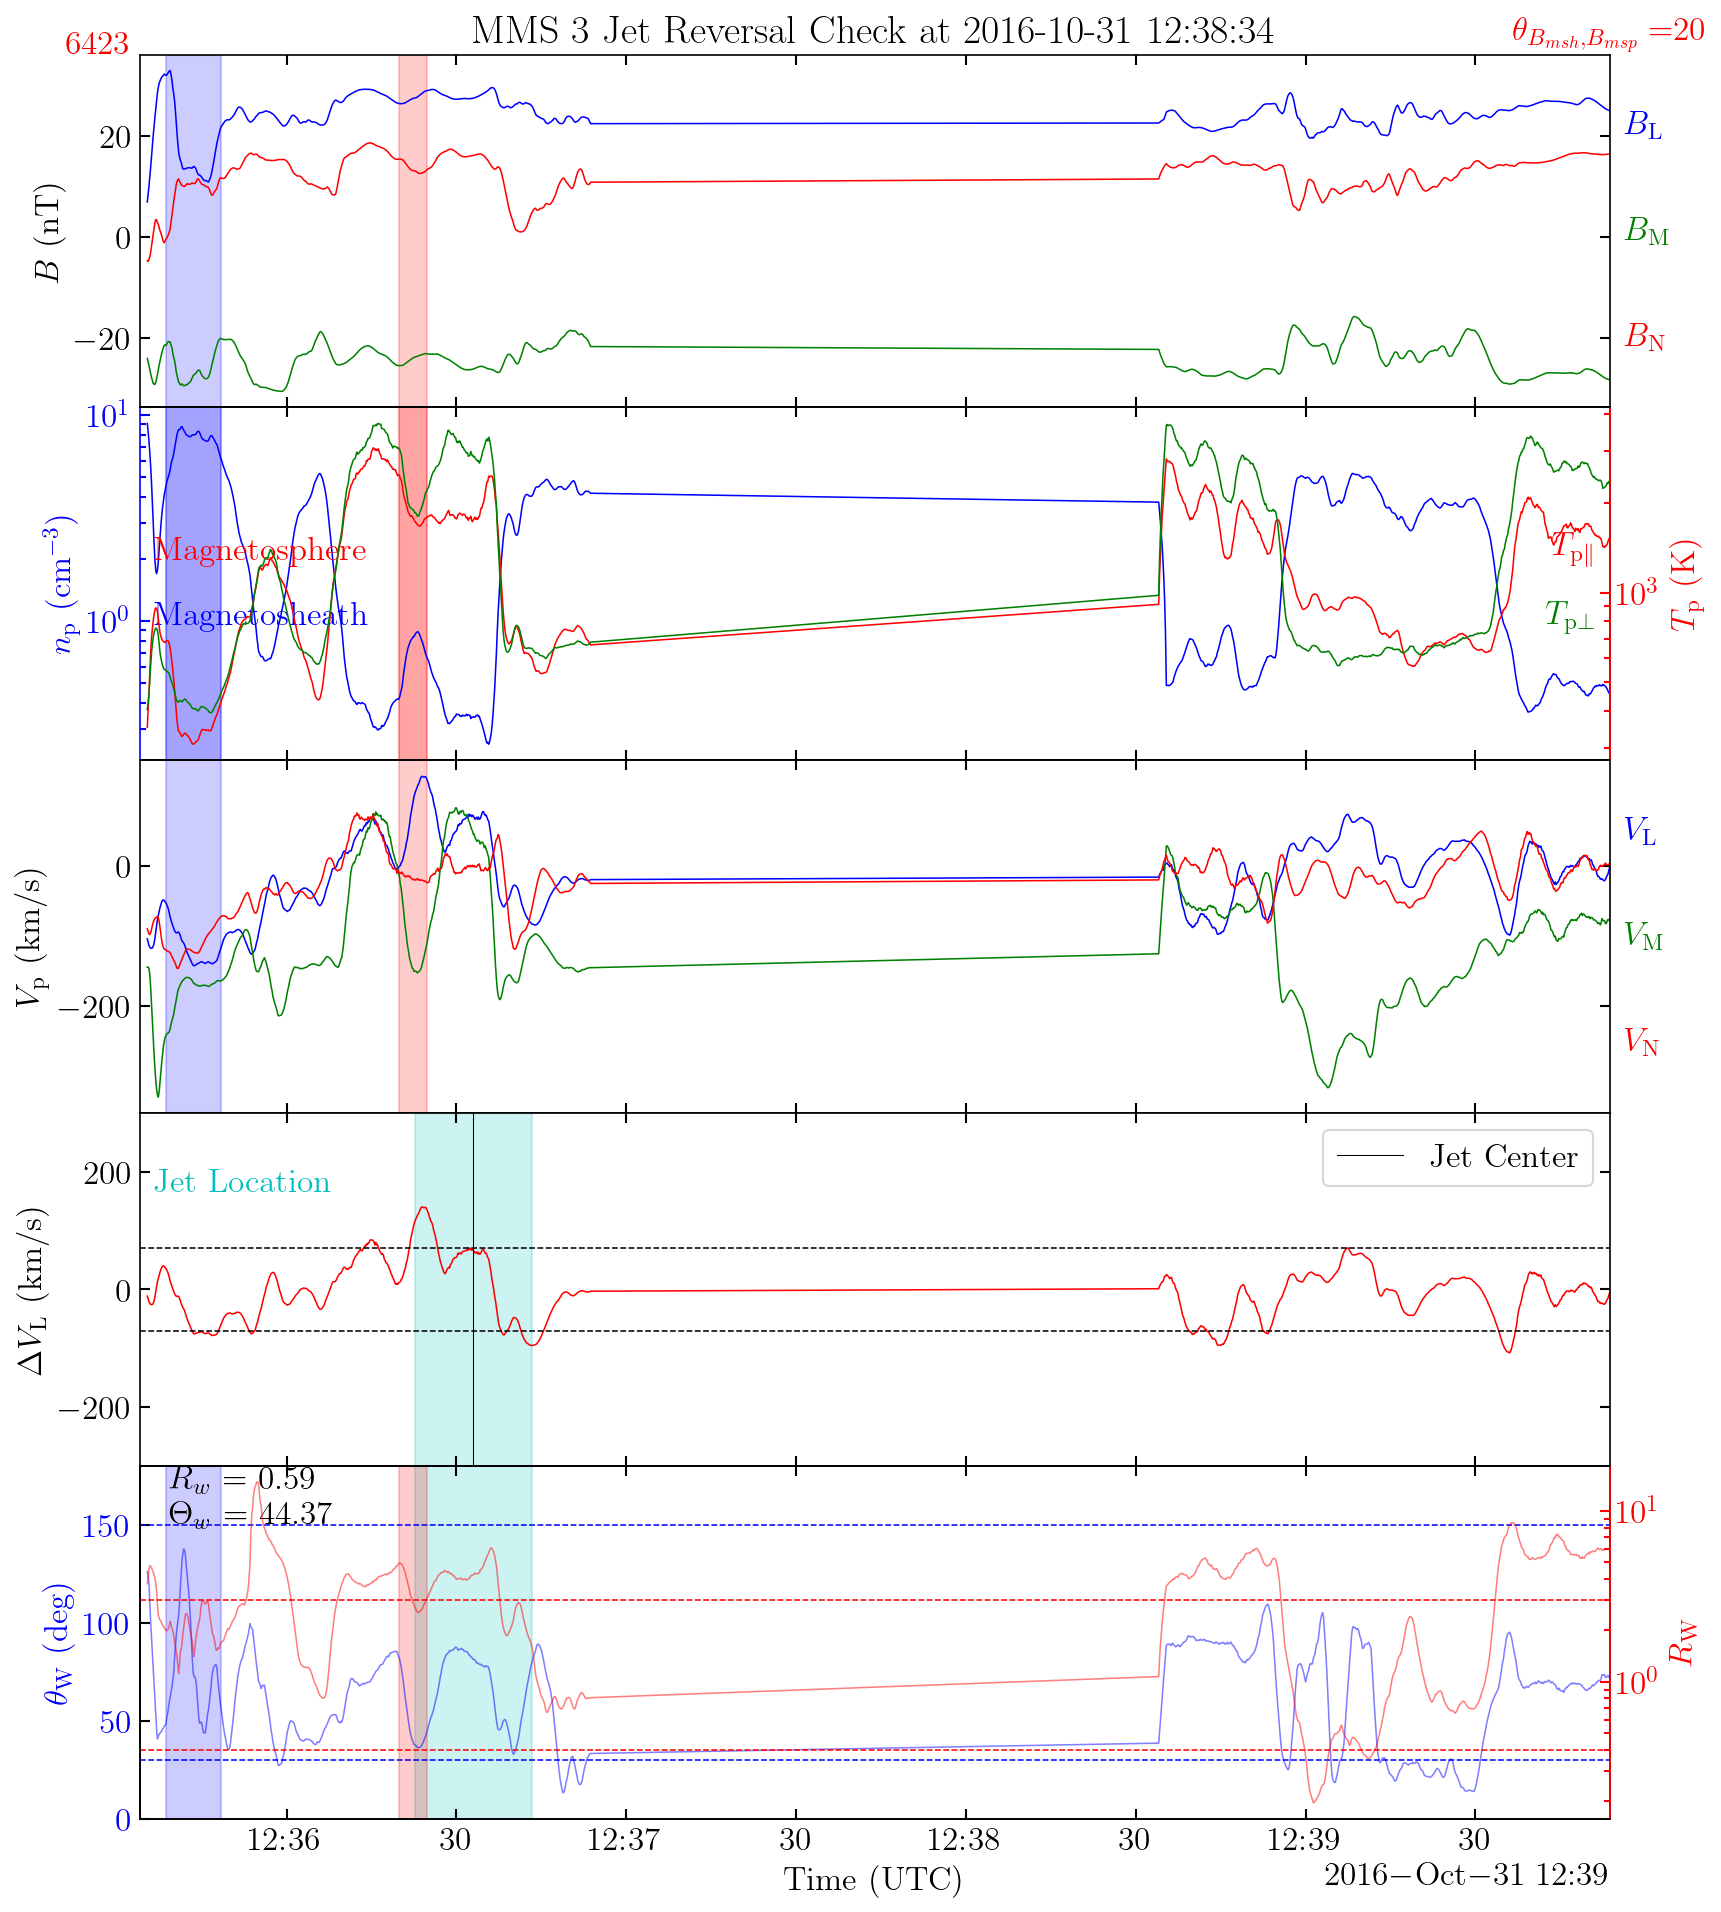 MMS 3 Jet Reversal Check at 2016-10-31 12:38:34
6423
θ_{B_{msh},B_{msp}} =20
20
0
−20
B (nT)
B_L
B_M
B_N
10^1
10^0
n_p (cm^{−3})
Magnetosphere
Magnetosheath
T_{p∥}
T_{p⊥}
10^3
T_p (K)
0
−200
V_p (km/s)
V_L
V_M
V_N
200
0
−200
ΔV_L (km/s)
Jet Location
Jet Center
R_w = 0.59
Θ_w = 44.37
150
100
50
0
θ_W (deg)
10^1
10^0
R_W
12:36 30 12:37 30 12:38 30 12:39 30
Time (UTC)
2016−Oct−31 12:39